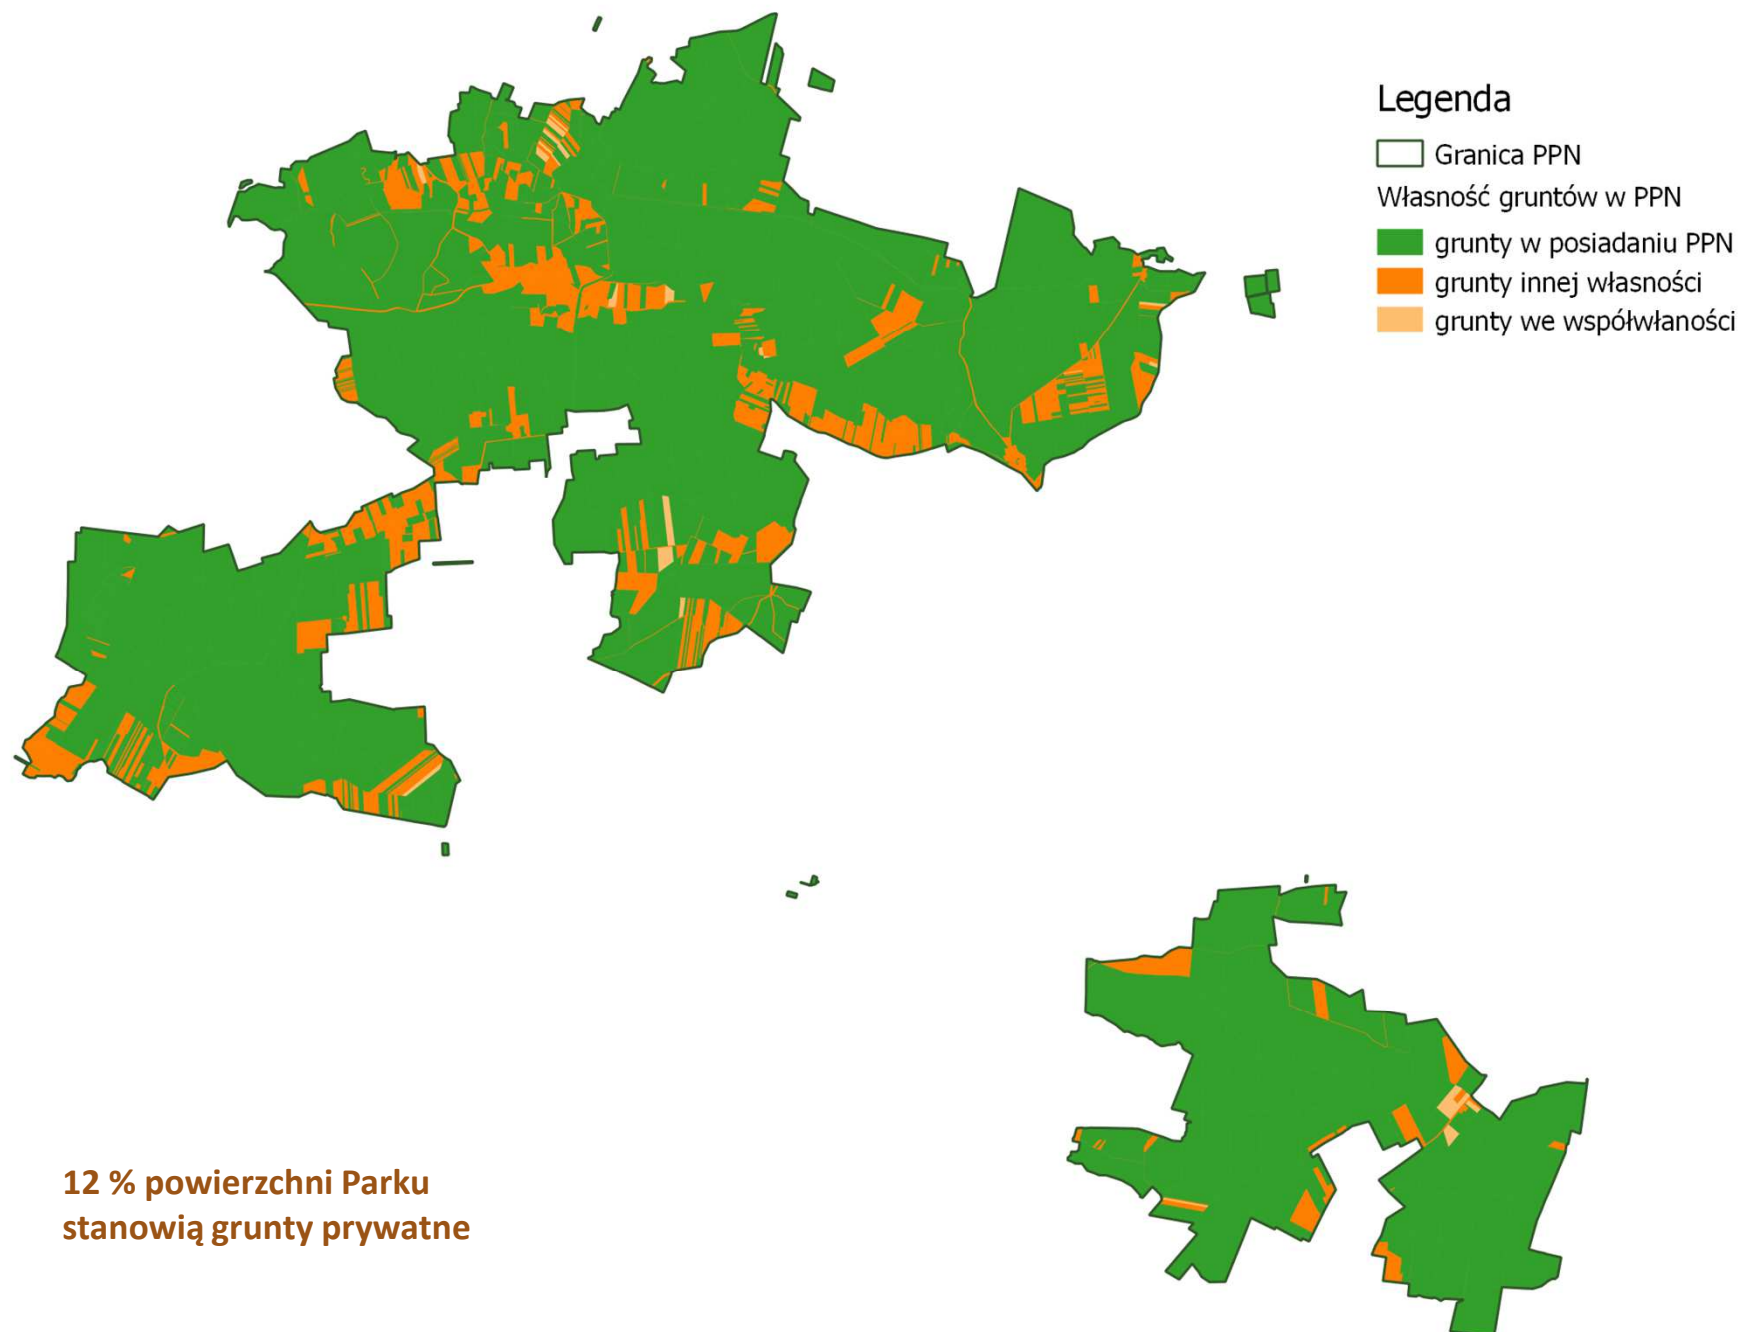 Legenda
Granica PPN
Własność gruntów w PPN
grunty w posiadaniu PPN
grunty innej własności
grunty we współwłaności
12 % powierzchni Parku
stanowią grunty prywatne